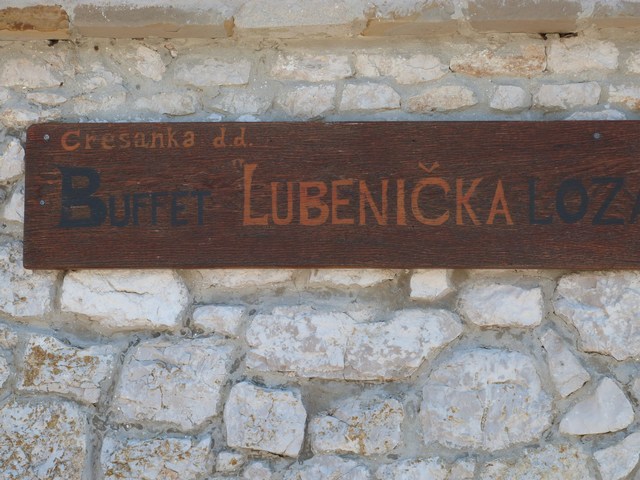 Cresanka d.d.
BUFFET "LUBENIČKA LOZ